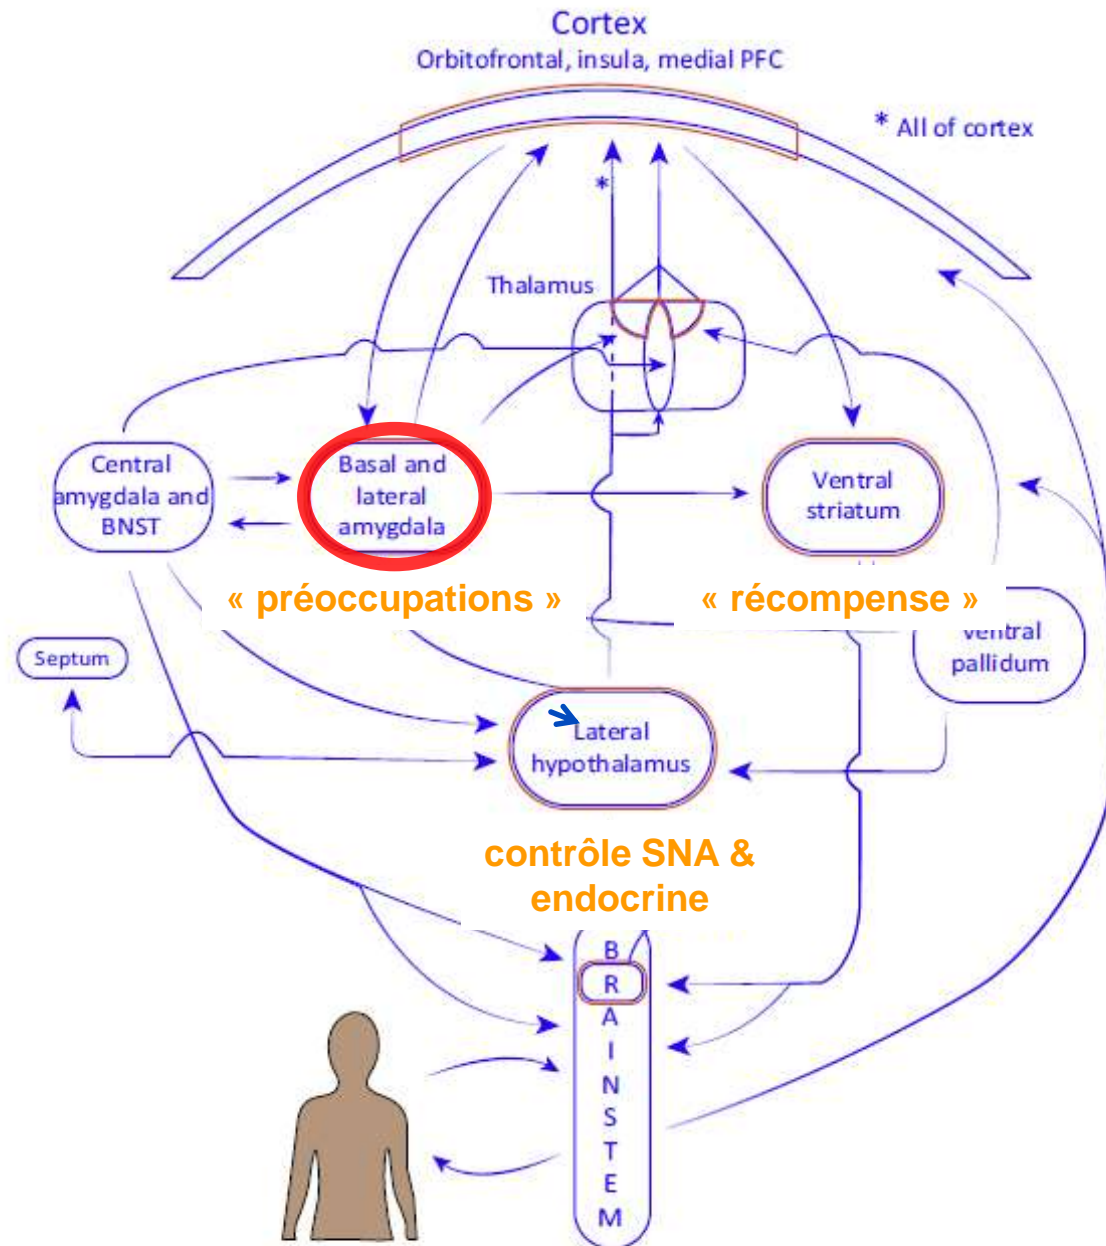 Cortex
Orbitofrontal, insula, medial PFC
* All of cortex
*
Thalamus
Central
amygdala and
BNST
Basal and
lateral
amygdala
Ventral
striatum
« préoccupations »
« récompense »
Septum
Ventral
pallidum
Lateral
hypothalamus
contrôle SNA &
endocrine
B
R
A
I
N
S
T
E
M